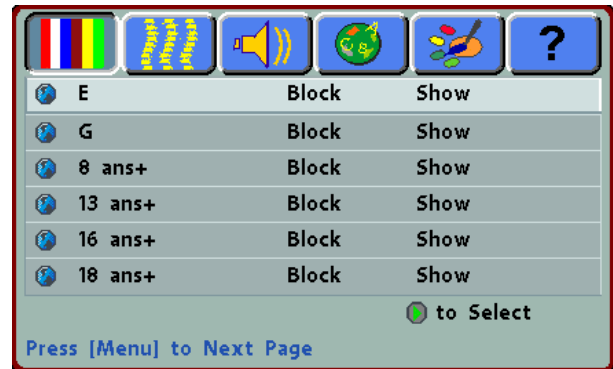 ?
E Block Show
G Block Show
8 ans+ Block Show
13 ans+ Block Show
16 ans+ Block Show
18 ans+ Block Show
to Select
Press [Menu] to Next Page